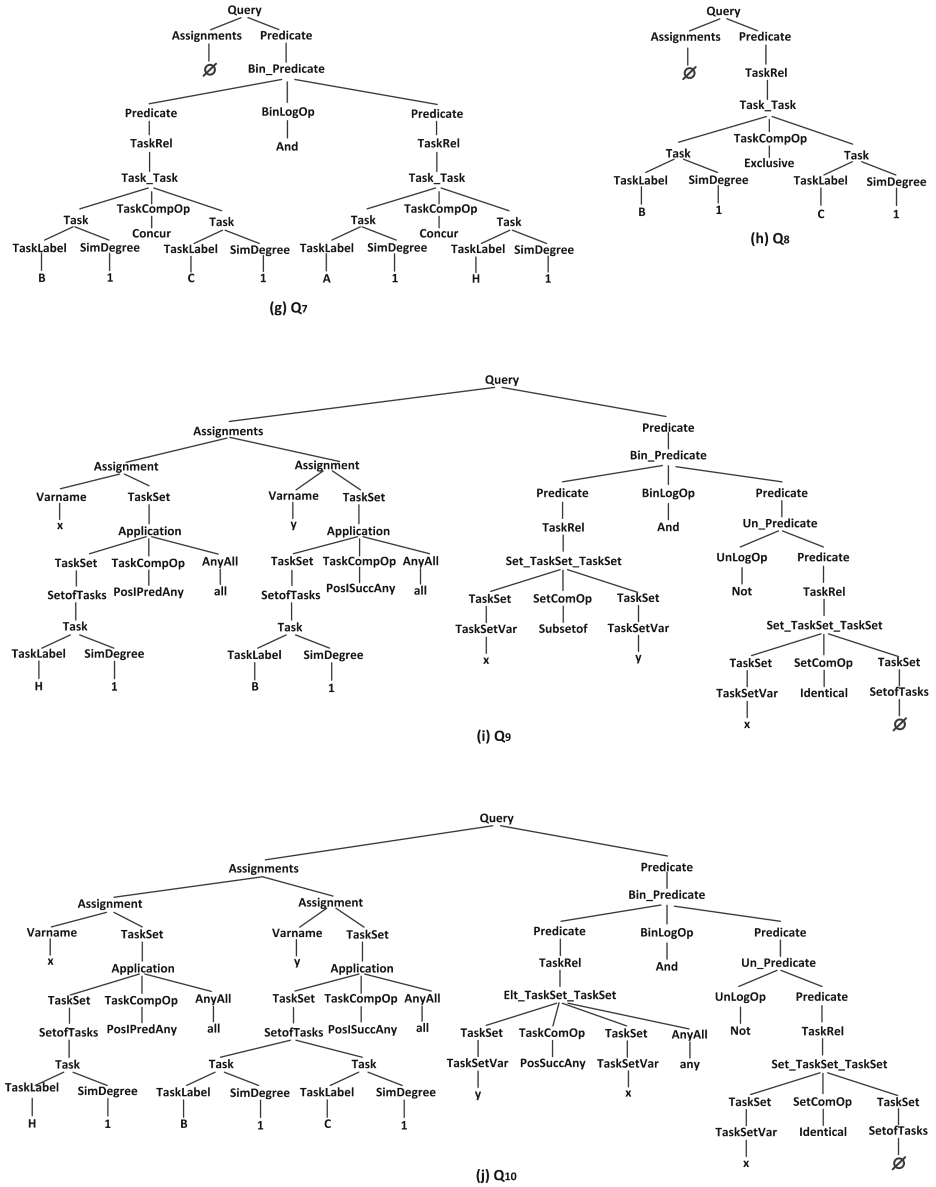 Query
Assignments Predicate
∅ Bin_Predicate
Predicate BinLogOp Predicate
TaskRel And TaskRel
Task_Task Task_Task
TaskCompOp TaskCompOp
Task Concur Task Task Concur Task
TaskLabel SimDegree TaskLabel SimDegree TaskLabel SimDegree TaskLabel SimDegree
B 1 C 1 A 1 H 1
(g) Q7
Query
Assignments Predicate
∅ TaskRel
Task_Task
TaskCompOp
Task Exclusive Task
TaskLabel SimDegree TaskLabel SimDegree
B 1 C 1
(h) Q8
Query
Assignments Predicate
Bin_Predicate
Assignment Assignment
Varname TaskSet Varname TaskSet Predicate BinLogOp Predicate
x Application y Application TaskRel And Un_Predicate
TaskSet TaskCompOp AnyAll TaskSet TaskCompOp AnyAll Set_TaskSet_TaskSet UnLogOp Predicate
SetofTasks PosIPredAny all SetofTasks PosISuccAny all TaskSet SetComOp TaskSet Not TaskRel
Task Task TaskSetVar Subsetof TaskSetVar Set_TaskSet_TaskSet
TaskLabel SimDegree TaskLabel SimDegree x y TaskSet SetComOp TaskSet
H 1 B 1 TaskSetVar Identical SetofTasks
x ∅
(i) Q9
Query
Assignments Predicate
Bin_Predicate
Assignment Assignment
Varname TaskSet Varname TaskSet Predicate BinLogOp Predicate
x Application y Application TaskRel And Un_Predicate
TaskSet TaskCompOp AnyAll TaskSet TaskCompOp AnyAll Elt_TaskSet_TaskSet UnLogOp Predicate
SetofTasks PosIPredAny all SetofTasks PosISuccAny all TaskSet TaskComOp TaskSet AnyAll Not TaskRel
Task Task Task TaskSetVar PosSuccAny TaskSetVar any Set_TaskSet_TaskSet
TaskLabel SimDegree TaskLabel SimDegree TaskLabel SimDegree y x TaskSet SetComOp TaskSet
H 1 B 1 C 1 TaskSetVar Identical SetofTasks
x ∅
(j) Q10